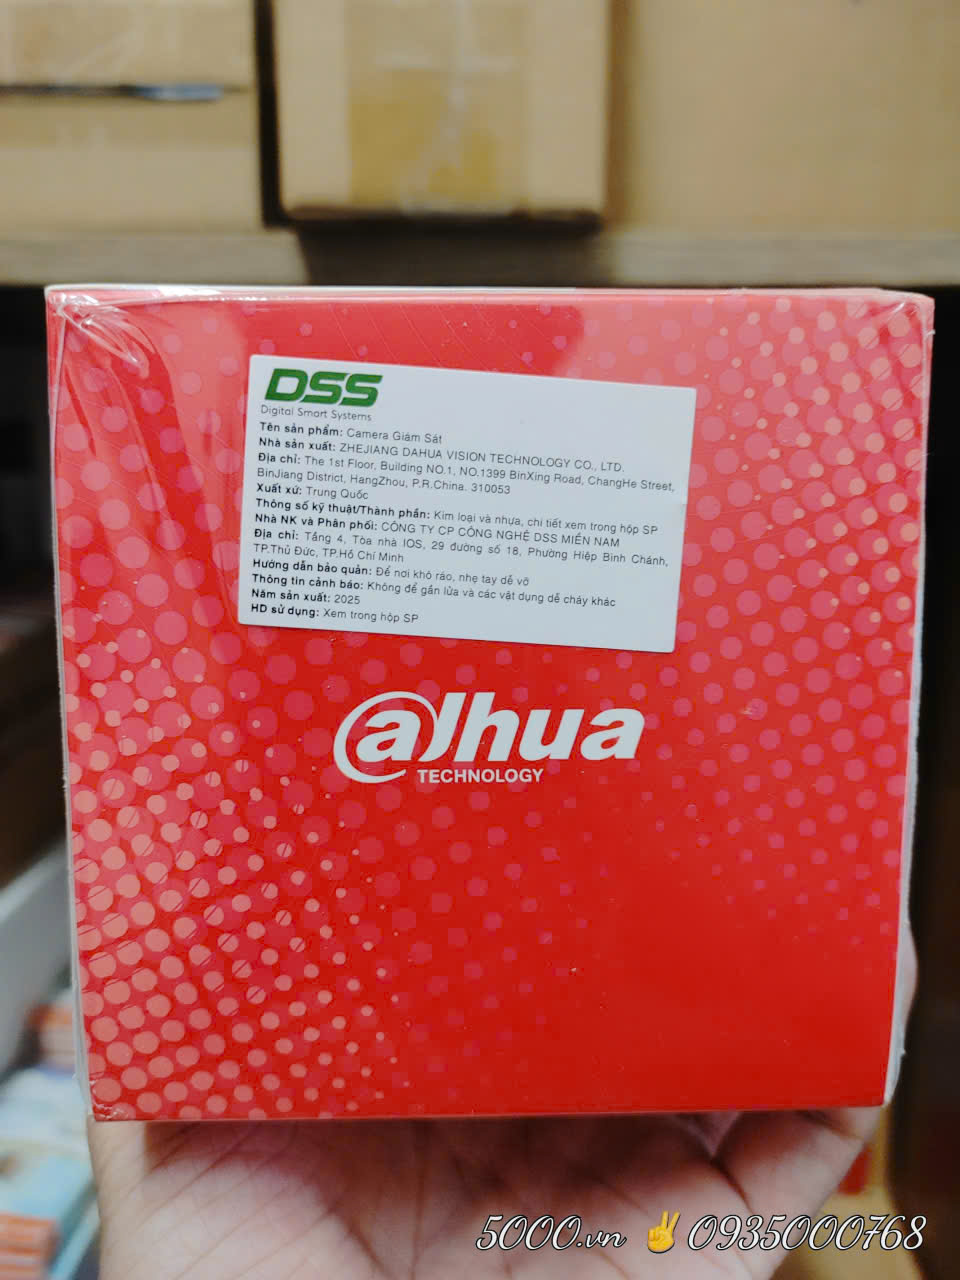 DSS
Digital Smart Systems
Tên sản phẩm: Camera Giám Sát
Nhà sản xuất: ZHEJIANG DAHUA VISION TECHNOLOGY CO., LTD.
Địa chỉ: The 1st Floor, Building NO.1, NO.1399 BinXing Road, ChangHe Street,
BinJiang District, HangZhou, P.R.China. 310053
Xuất xứ: Trung Quốc
Thông số kỹ thuật/Thành phần: Kim loại và nhựa, chi tiết xem trong hộp SP
Nhà NK và Phân phối: CÔNG TY CP CÔNG NGHỆ DSS MIỀN NAM
Địa chỉ: Tầng 4, Tòa nhà IOS, 29 đường số 18, Phường Hiệp Bình Chánh,
TP.Thủ Đức, TP.Hồ Chí Minh
Hướng dẫn bảo quản: Để nơi khô ráo, nhẹ tay dễ vỡ
Thông tin cảnh báo: Không để gần lửa và các vật dụng dễ cháy khác
Năm sản xuất: 2025
HD sử dụng: Xem trong hộp SP
alhua
TECHNOLOGY
5000.vn ✌️ 0935000768